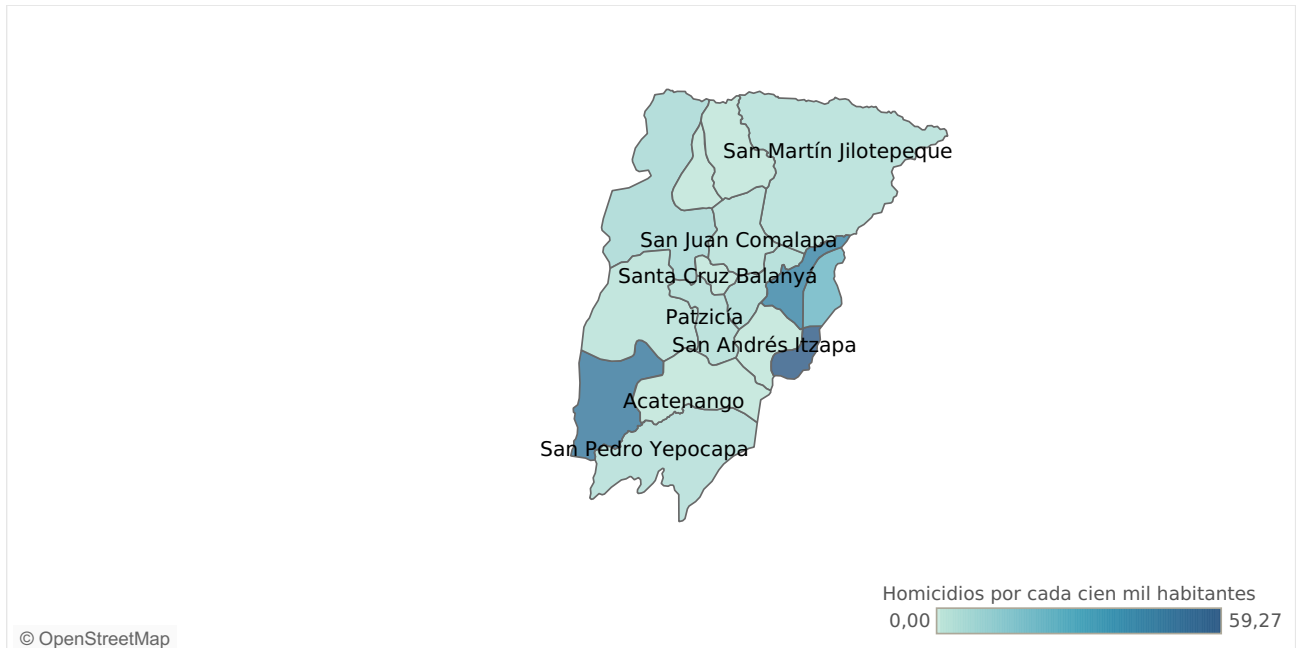 San Martín Jilotepeque
San Juan Comalapa
Santa Cruz Balanyá
Patzicía
San Andrés Itzapa
Acatenango
San Pedro Yepocapa
Homicidios por cada cien mil habitantes
0,00 59,27
© OpenStreetMap